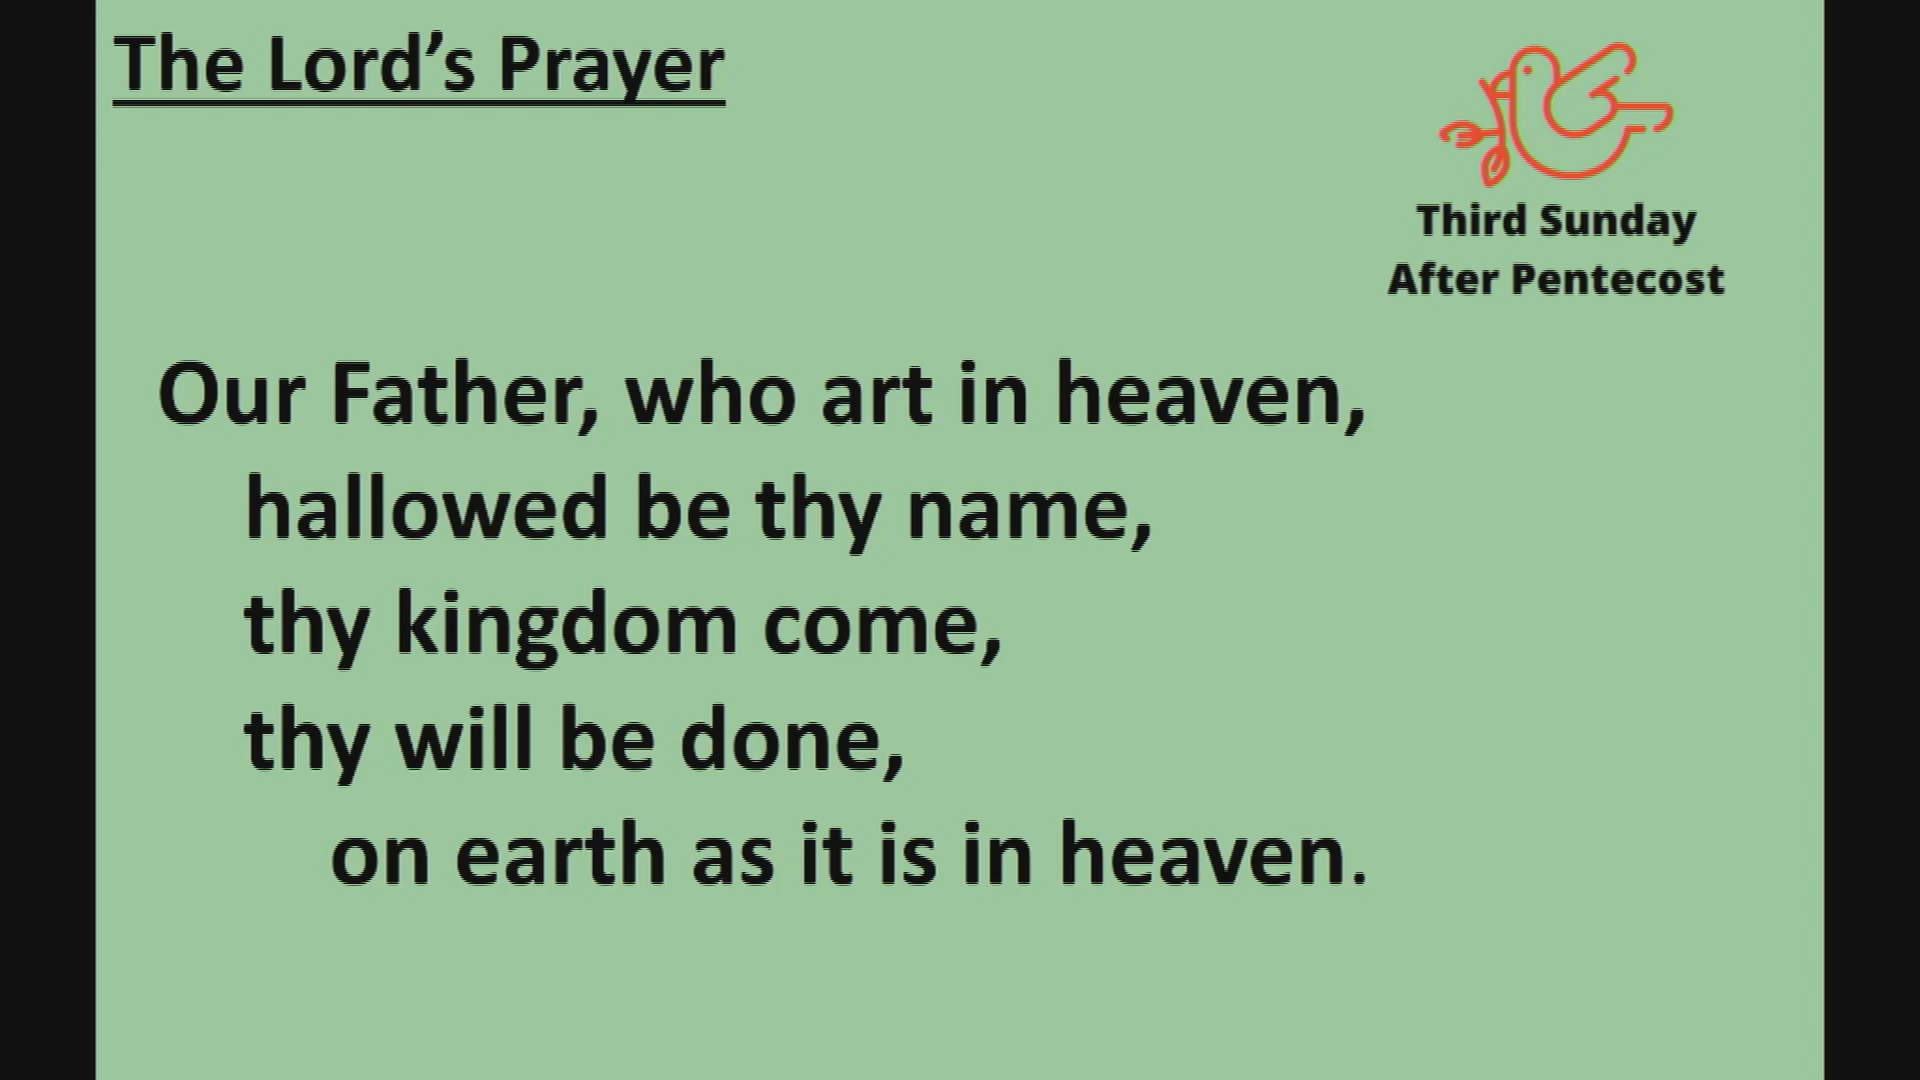 The Lord’s Prayer
Third Sunday
After Pentecost
Our Father, who art in heaven,
hallowed be thy name,
thy kingdom come,
thy will be done,
on earth as it is in heaven.